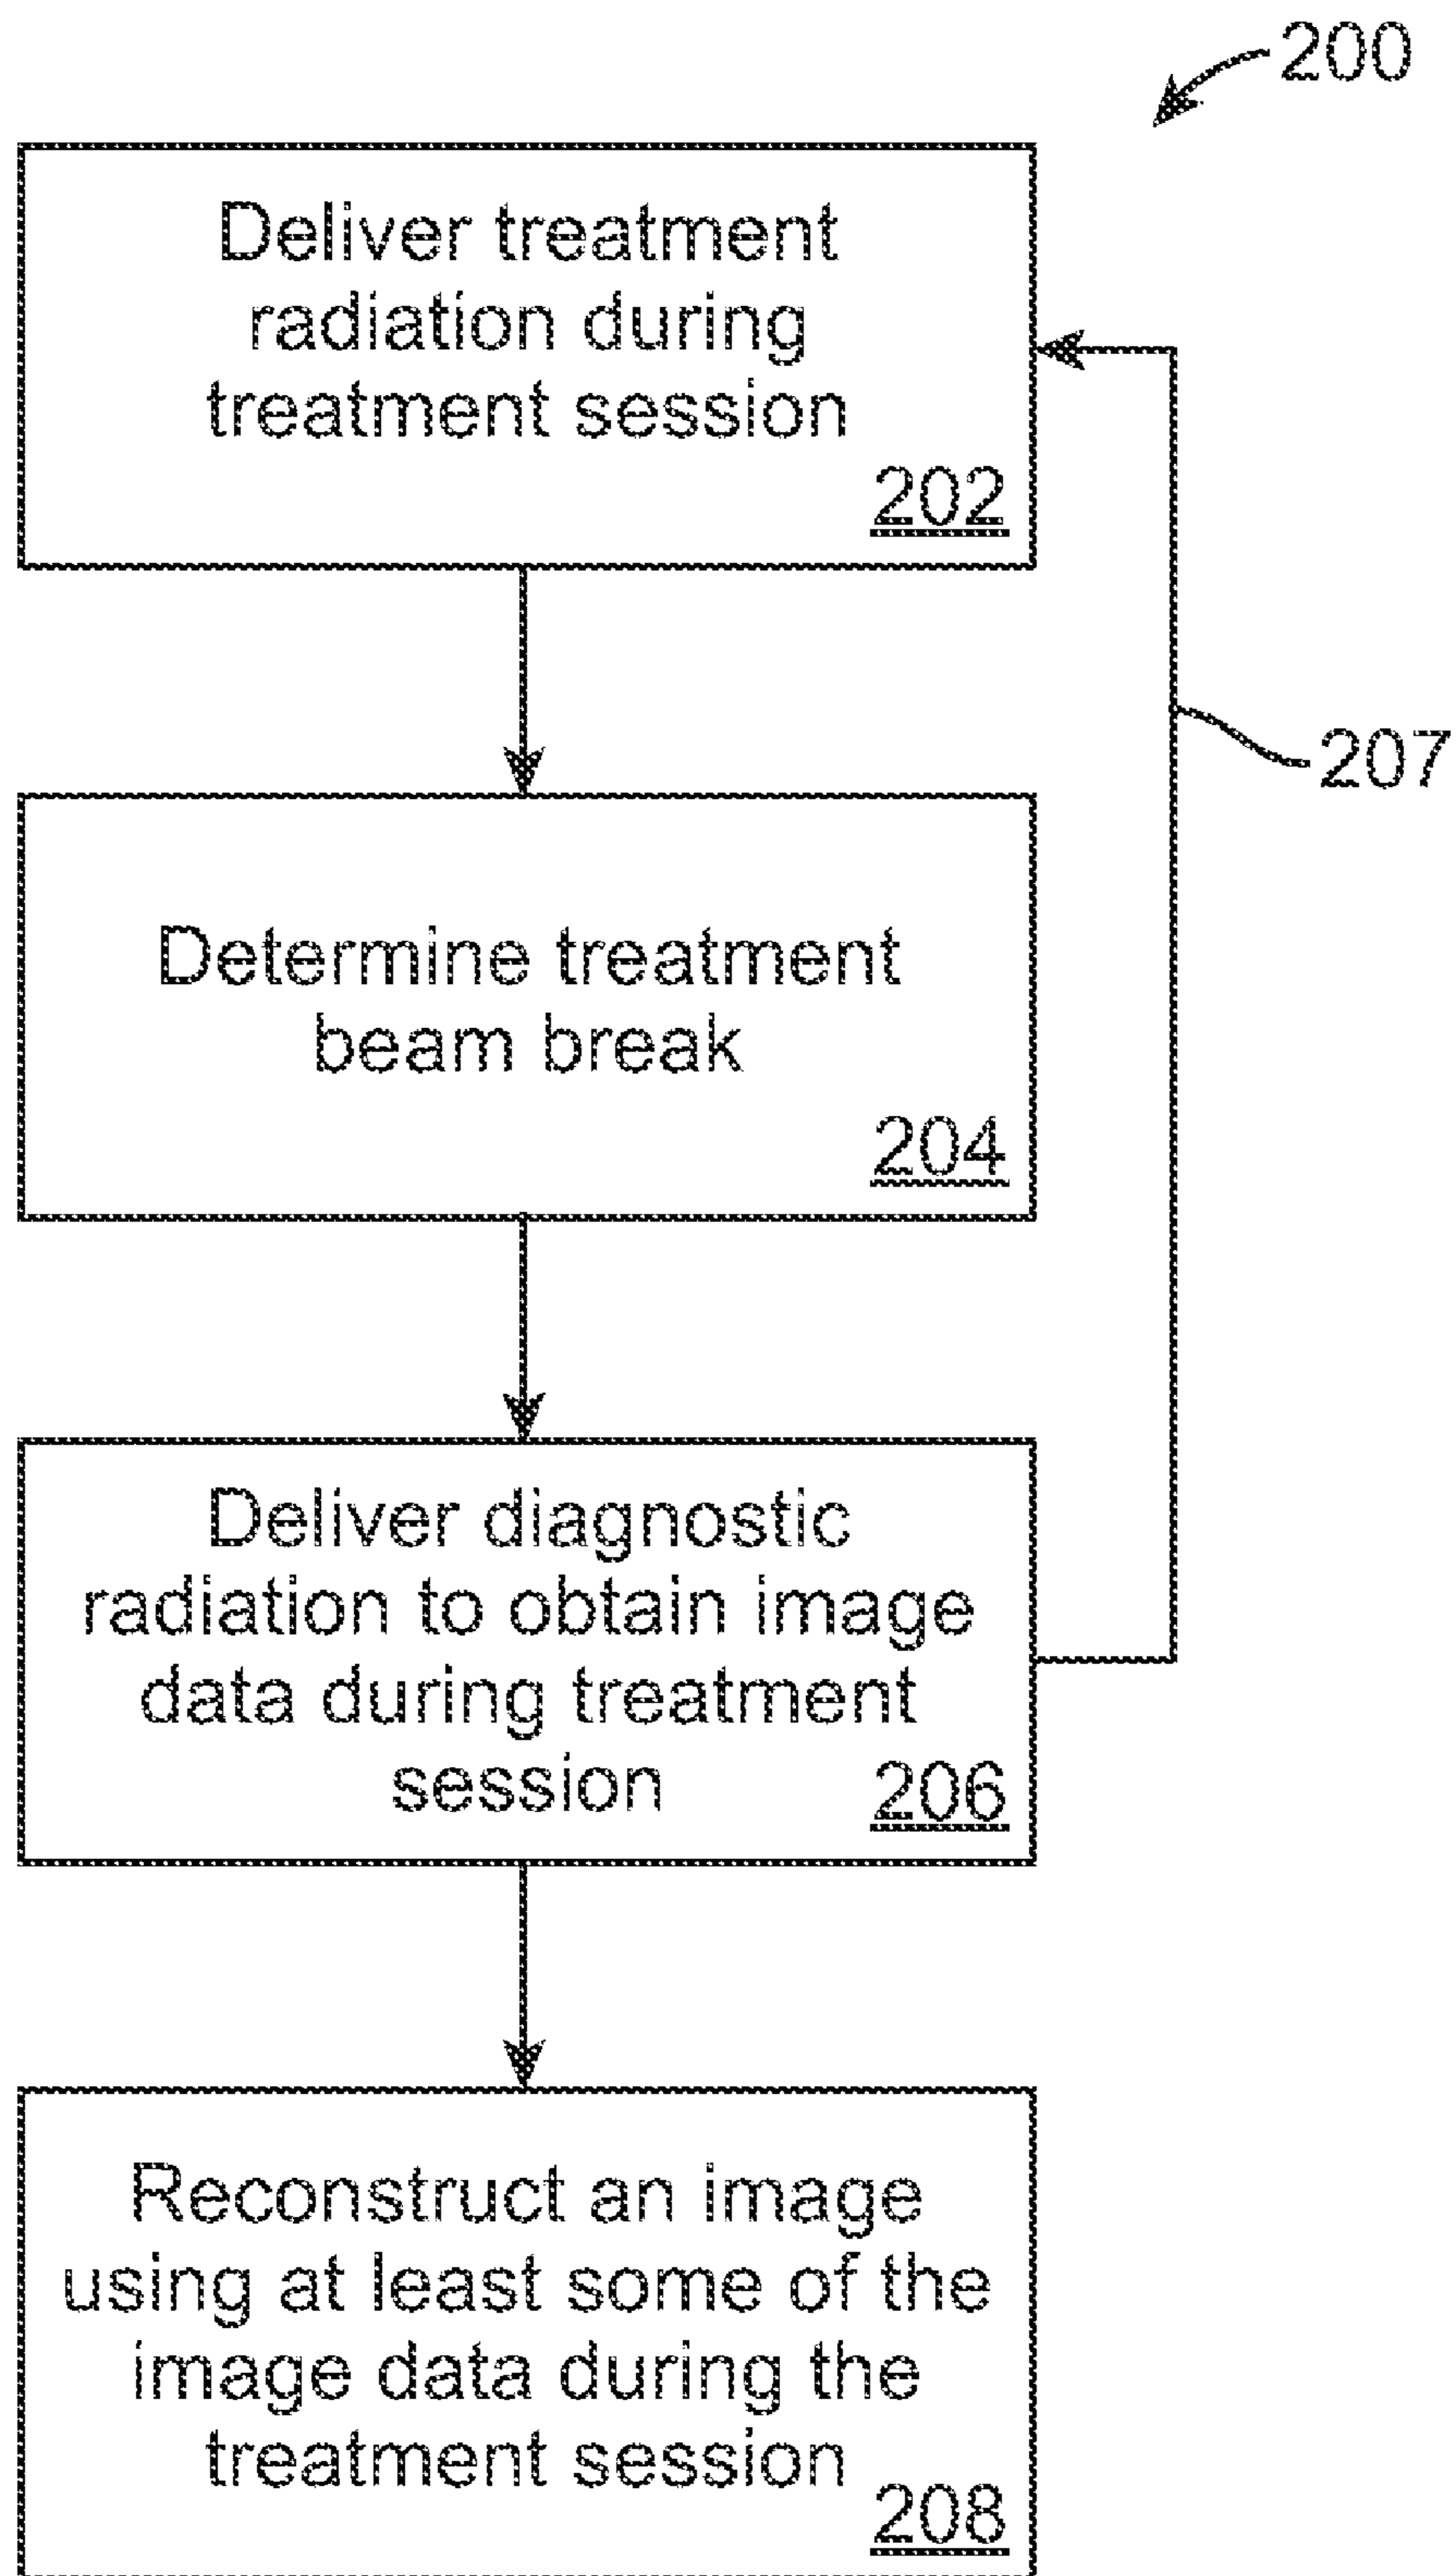 200
Deliver treatment
radiation during
treatment session
202
207
Determine treatment
beam break
204
Deliver diagnostic
radiation to obtain image
data during treatment
session
206
Reconstruct an image
using at least some of the
image data during the
treatment session
208